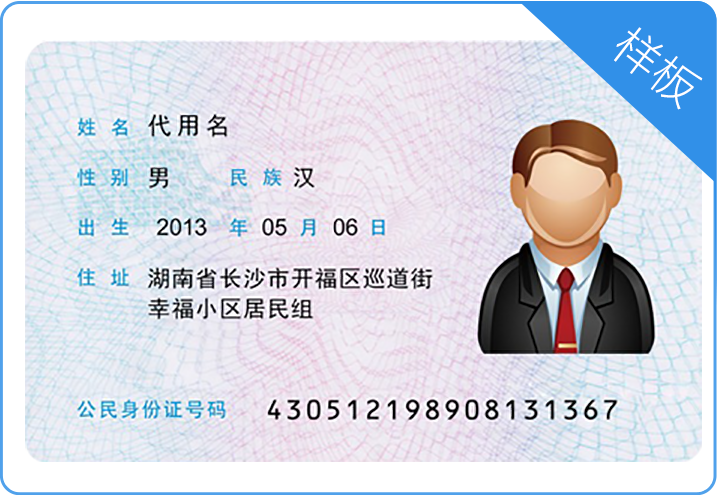 样板
姓名 代用名
性别 男 民族 汉
出生 2013 年 05 月 06 日
住址 湖南省长沙市开福区巡道街
幸福小区居民组
公民身份证号码 430512198908131367